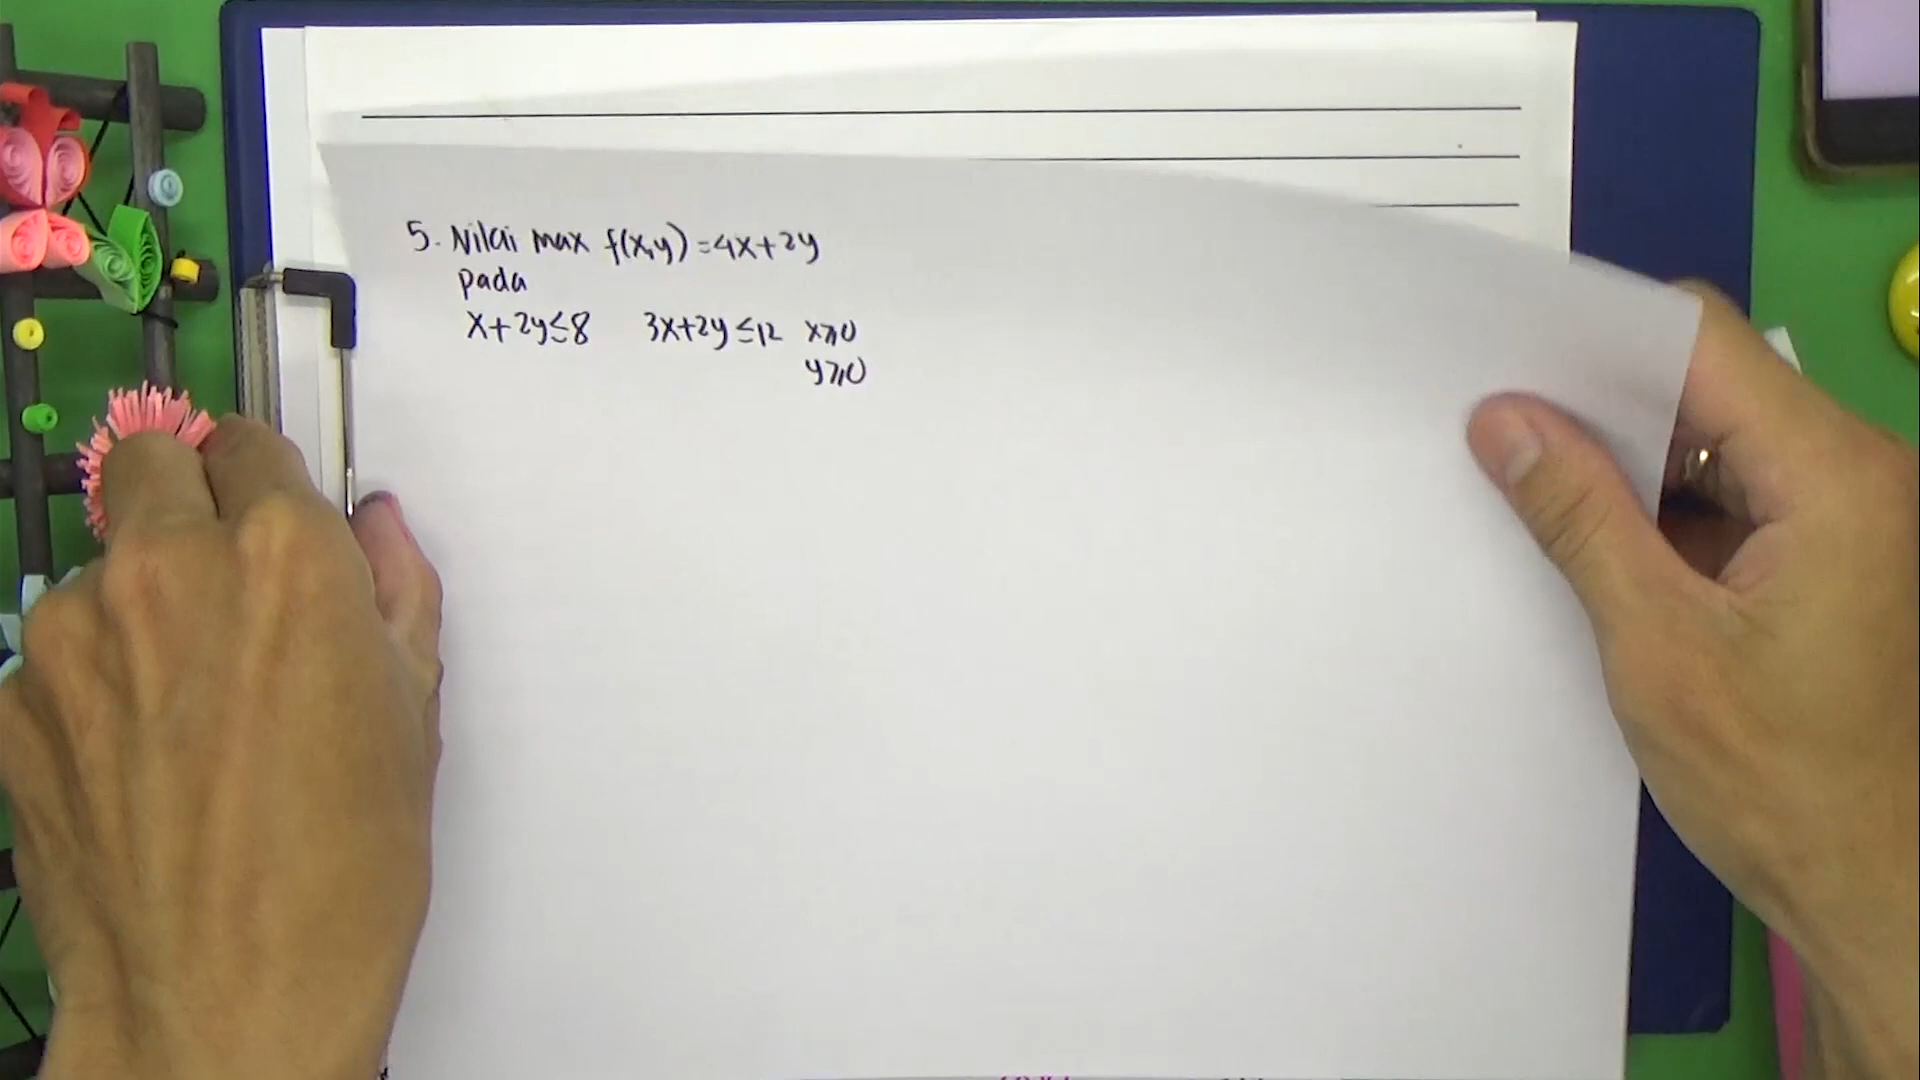 5. Nilai max f(x,y)=4x+2y
pada
x+2y≤8 3x+2y≤12 x≥0
y≥0